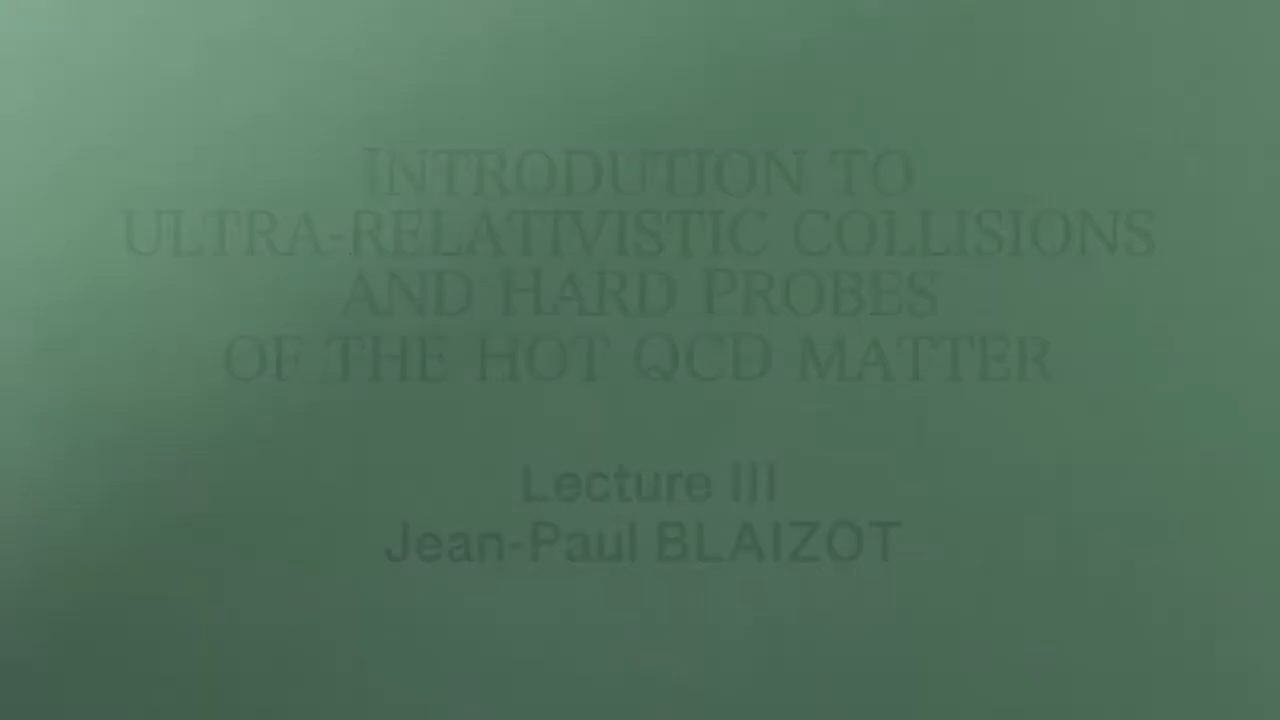 INTRODUTION TO
ULTRA-RELATIVISTIC COLLISIONS
AND HARD PROBES
OF THE HOT QCD MATTER
Lecture III
Jean-Paul BLAIZOT